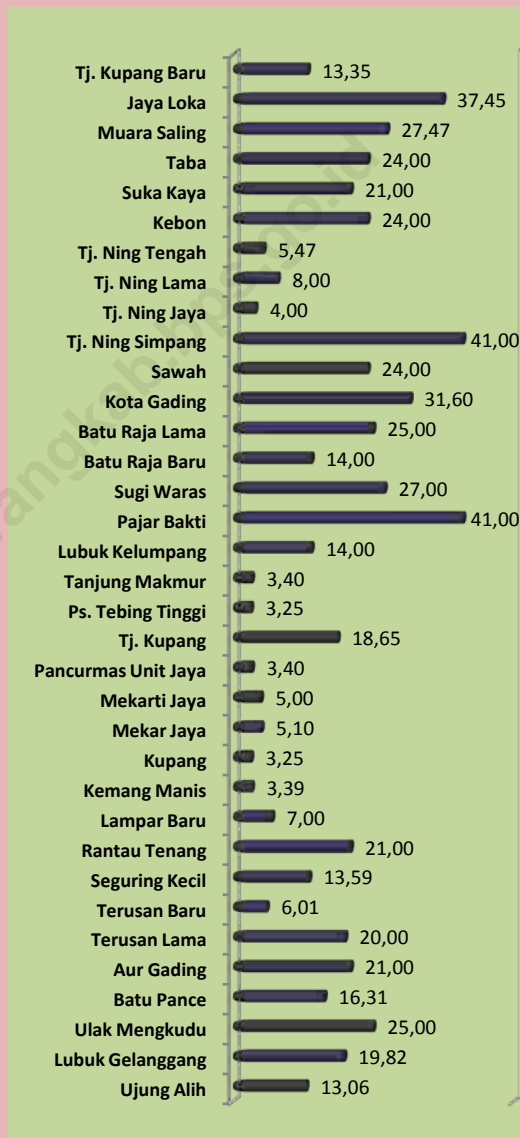 Tj. Kupang Baru 13,35
Jaya Loka 37,45
Muara Saling 27,47
Taba 24,00
Suka Kaya 21,00
Kebon 24,00
Tj. Ning Tengah 5,47
Tj. Ning Lama 8,00
Tj. Ning Jaya 4,00
Tj. Ning Simpang 41,00
Sawah 24,00
Kota Gading 31,60
Batu Raja Lama 25,00
Batu Raja Baru 14,00
Sugi Waras 27,00
Pajar Bakti 41,00
Lubuk Kelumpang 14,00
Tanjung Makmur 3,40
Ps. Tebing Tinggi 3,25
Tj. Kupang 18,65
Pancurmas Unit Jaya 3,40
Mekarti Jaya 5,00
Mekar Jaya 5,10
Kupang 3,25
Kemang Manis 3,39
Lampar Baru 7,00
Rantau Tenang 21,00
Seguring Kecil 13,59
Terusan Baru 6,01
Terusan Lama 20,00
Aur Gading 21,00
Batu Pance 16,31
Ulak Mengkudu 25,00
Lubuk Gelanggang 19,82
Ujung Alih 13,06
angkab.bps.go.id